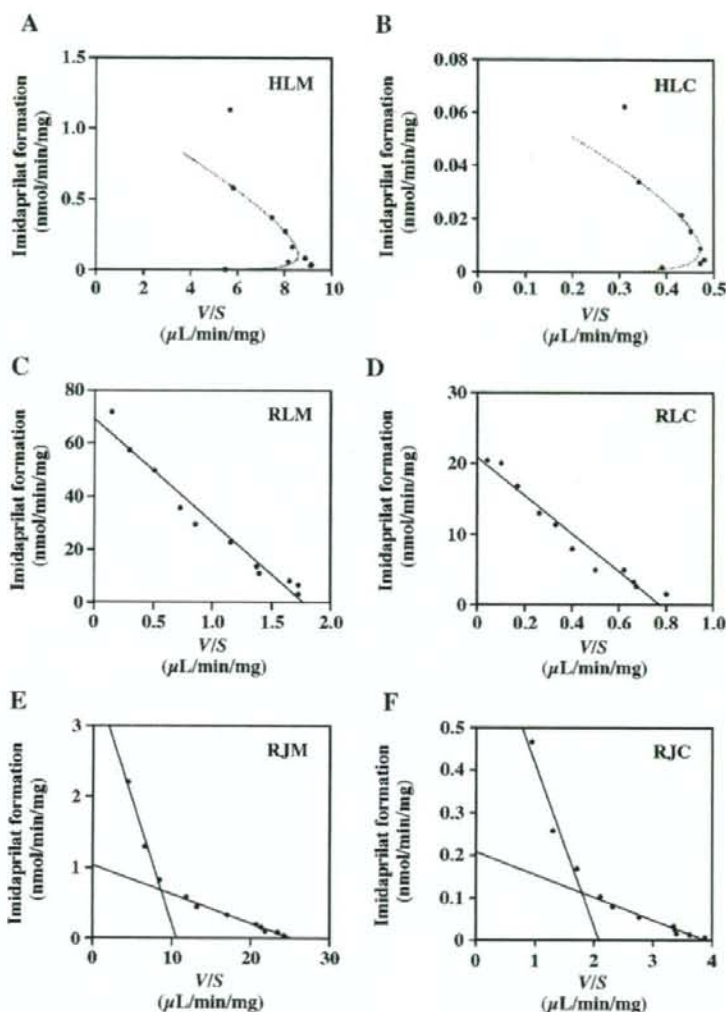 A
Imidaprilat formation
(nmol/min/mg)
1.5
1.0
0.5
0
HLM
0 2 4 6 8 10
V/S
(µL/min/mg)
B
Imidaprilat formation
(nmol/min/mg)
0.08
0.06
0.04
0.02
0
HLC
0 0.1 0.2 0.3 0.4 0.5
V/S
(µL/min/mg)
C
Imidaprilat formation
(nmol/min/mg)
80
60
40
20
0
RLM
0 0.5 1.0 1.5 2.0
V/S
(µL/min/mg)
D
Imidaprilat formation
(nmol/min/mg)
30
20
10
0
RLC
0 0.2 0.4 0.6 0.8 1.0
V/S
(µL/min/mg)
E
Imidaprilat formation
(nmol/min/mg)
3
2
1
0
RJM
0 10 20 30
V/S
(µL/min/mg)
F
Imidaprilat formation
(nmol/min/mg)
0.5
0.4
0.3
0.2
0.1
0
RJC
0 1 2 3 4
V/S
(µL/min/mg)